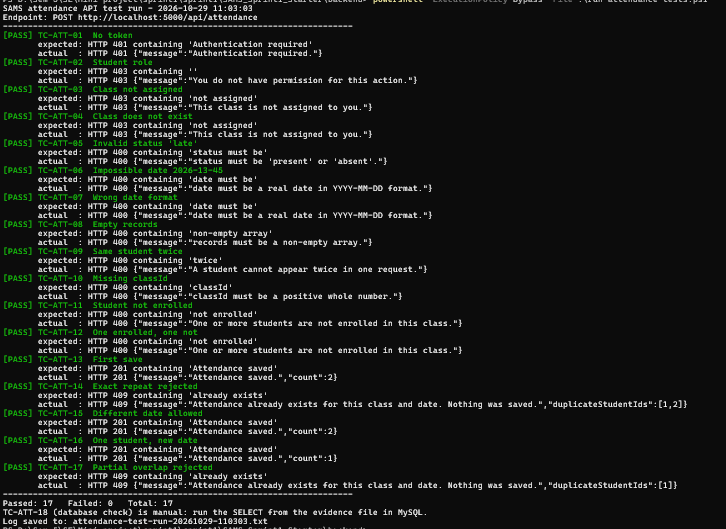 SAMS attendance API test run - 2026-10-29 11:03:03
Endpoint: POST http://localhost:5000/api/attendance
[PASS] TC-ATT-01 No token
expected: HTTP 401 containing 'Authentication required'
actual : HTTP 401 {"message":"Authentication required."}
[PASS] TC-ATT-02 Student role
expected: HTTP 403 containing ''
actual : HTTP 403 {"message":"You do not have permission for this action."}
[PASS] TC-ATT-03 Class not assigned
expected: HTTP 403 containing 'not assigned'
actual : HTTP 403 {"message":"This class is not assigned to you."}
[PASS] TC-ATT-04 Class does not exist
expected: HTTP 403 containing 'not assigned'
actual : HTTP 403 {"message":"This class is not assigned to you."}
[PASS] TC-ATT-05 Invalid status 'late'
expected: HTTP 400 containing 'status must be'
actual : HTTP 400 {"message":"status must be 'present' or 'absent'."}
[PASS] TC-ATT-06 Impossible date 2026-13-45
expected: HTTP 400 containing 'date must be'
actual : HTTP 400 {"message":"date must be a real date in YYYY-MM-DD format."}
[PASS] TC-ATT-07 Wrong date format
expected: HTTP 400 containing 'date must be'
actual : HTTP 400 {"message":"date must be a real date in YYYY-MM-DD format."}
[PASS] TC-ATT-08 Empty records
expected: HTTP 400 containing 'non-empty array'
actual : HTTP 400 {"message":"records must be a non-empty array."}
[PASS] TC-ATT-09 Same student twice
expected: HTTP 400 containing 'twice'
actual : HTTP 400 {"message":"A student cannot appear twice in one request."}
[PASS] TC-ATT-10 Missing classId
expected: HTTP 400 containing 'classId'
actual : HTTP 400 {"message":"classId must be a positive whole number."}
[PASS] TC-ATT-11 Student not enrolled
expected: HTTP 400 containing 'not enrolled'
actual : HTTP 400 {"message":"One or more students are not enrolled in this class."}
[PASS] TC-ATT-12 One enrolled, one not
expected: HTTP 400 containing 'not enrolled'
actual : HTTP 400 {"message":"One or more students are not enrolled in this class."}
[PASS] TC-ATT-13 First save
expected: HTTP 201 containing 'Attendance saved'
actual : HTTP 201 {"message":"Attendance saved.","count":2}
[PASS] TC-ATT-14 Exact repeat rejected
expected: HTTP 409 containing 'already exists'
actual : HTTP 409 {"message":"Attendance already exists for this class and date. Nothing was saved.","duplicateStudentIds":[1,2]}
[PASS] TC-ATT-15 Different date allowed
expected: HTTP 201 containing 'Attendance saved'
actual : HTTP 201 {"message":"Attendance saved.","count":2}
[PASS] TC-ATT-16 One student, new date
expected: HTTP 201 containing 'Attendance saved'
actual : HTTP 201 {"message":"Attendance saved.","count":1}
[PASS] TC-ATT-17 Partial overlap rejected
expected: HTTP 409 containing 'already exists'
actual : HTTP 409 {"message":"Attendance already exists for this class and date. Nothing was saved.","duplicateStudentIds":[1]}
Passed: 17 Failed: 0 Total: 17
TC-ATT-18 (database check) is manual: run the SELECT from the evidence file in MySQL.
Log saved to: attendance-test-run-20261029-110303.txt